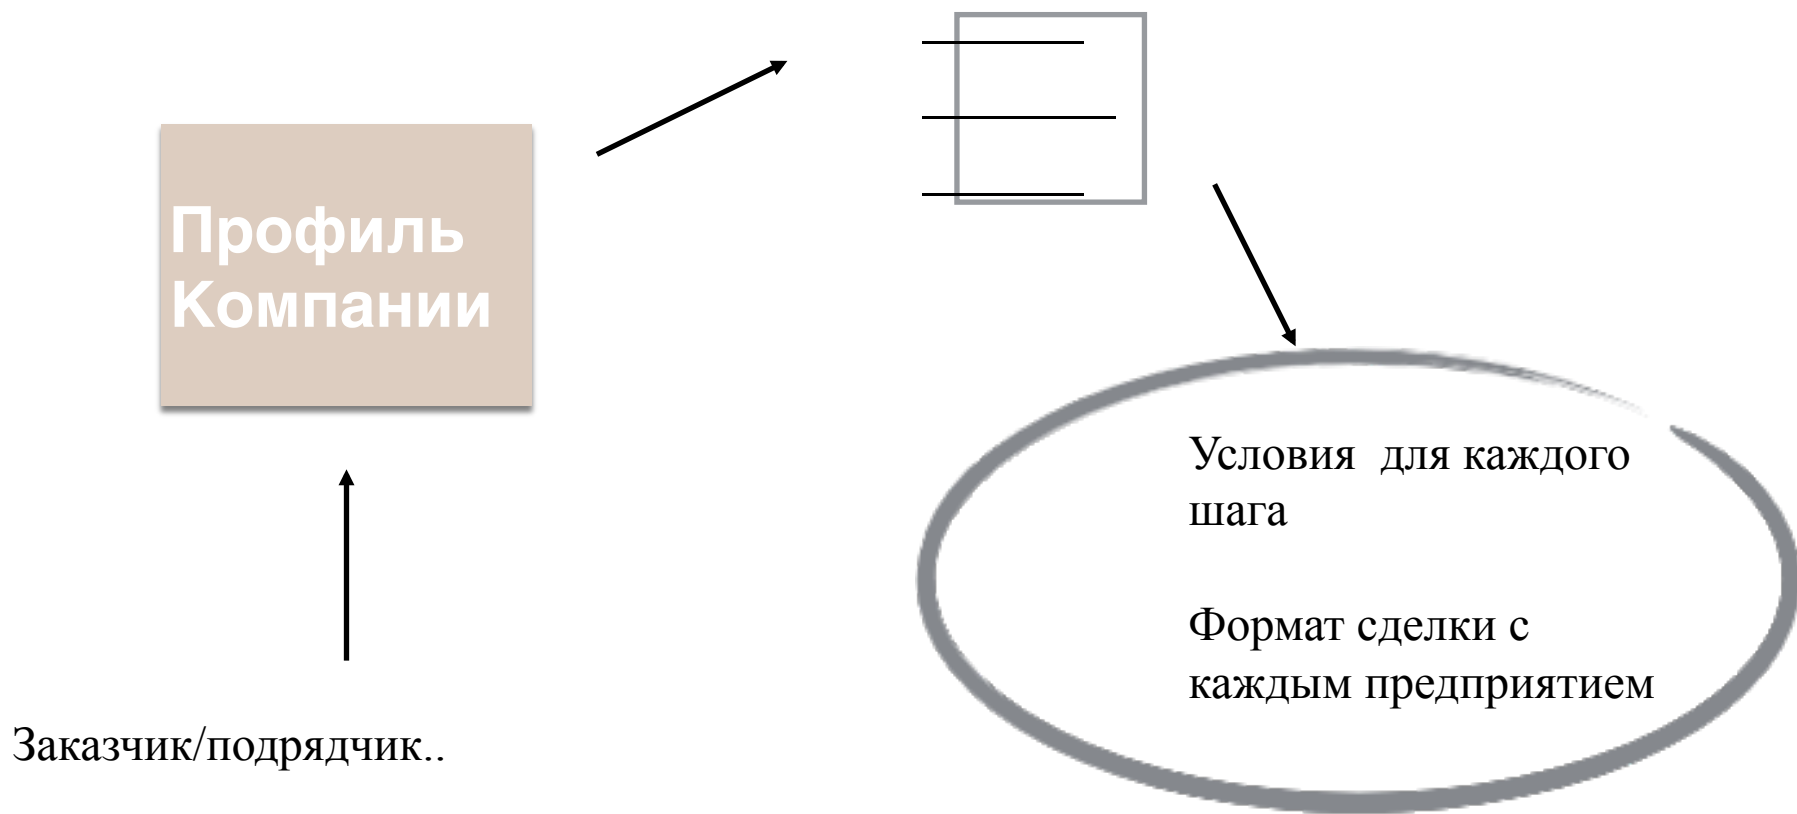 Профиль
Компании
Условия для каждого
шага
Формат сделки с
каждым предприятием
Заказчик/подрядчик..